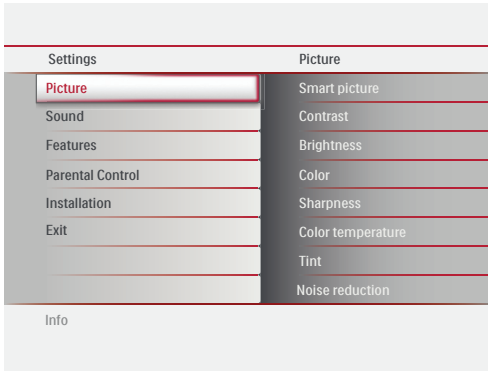 Settings
Picture
Picture
Sound
Features
Parental Control
Installation
Exit
Smart picture
Contrast
Brightness
Color
Sharpness
Color temperature
Tint
Noise reduction
Info